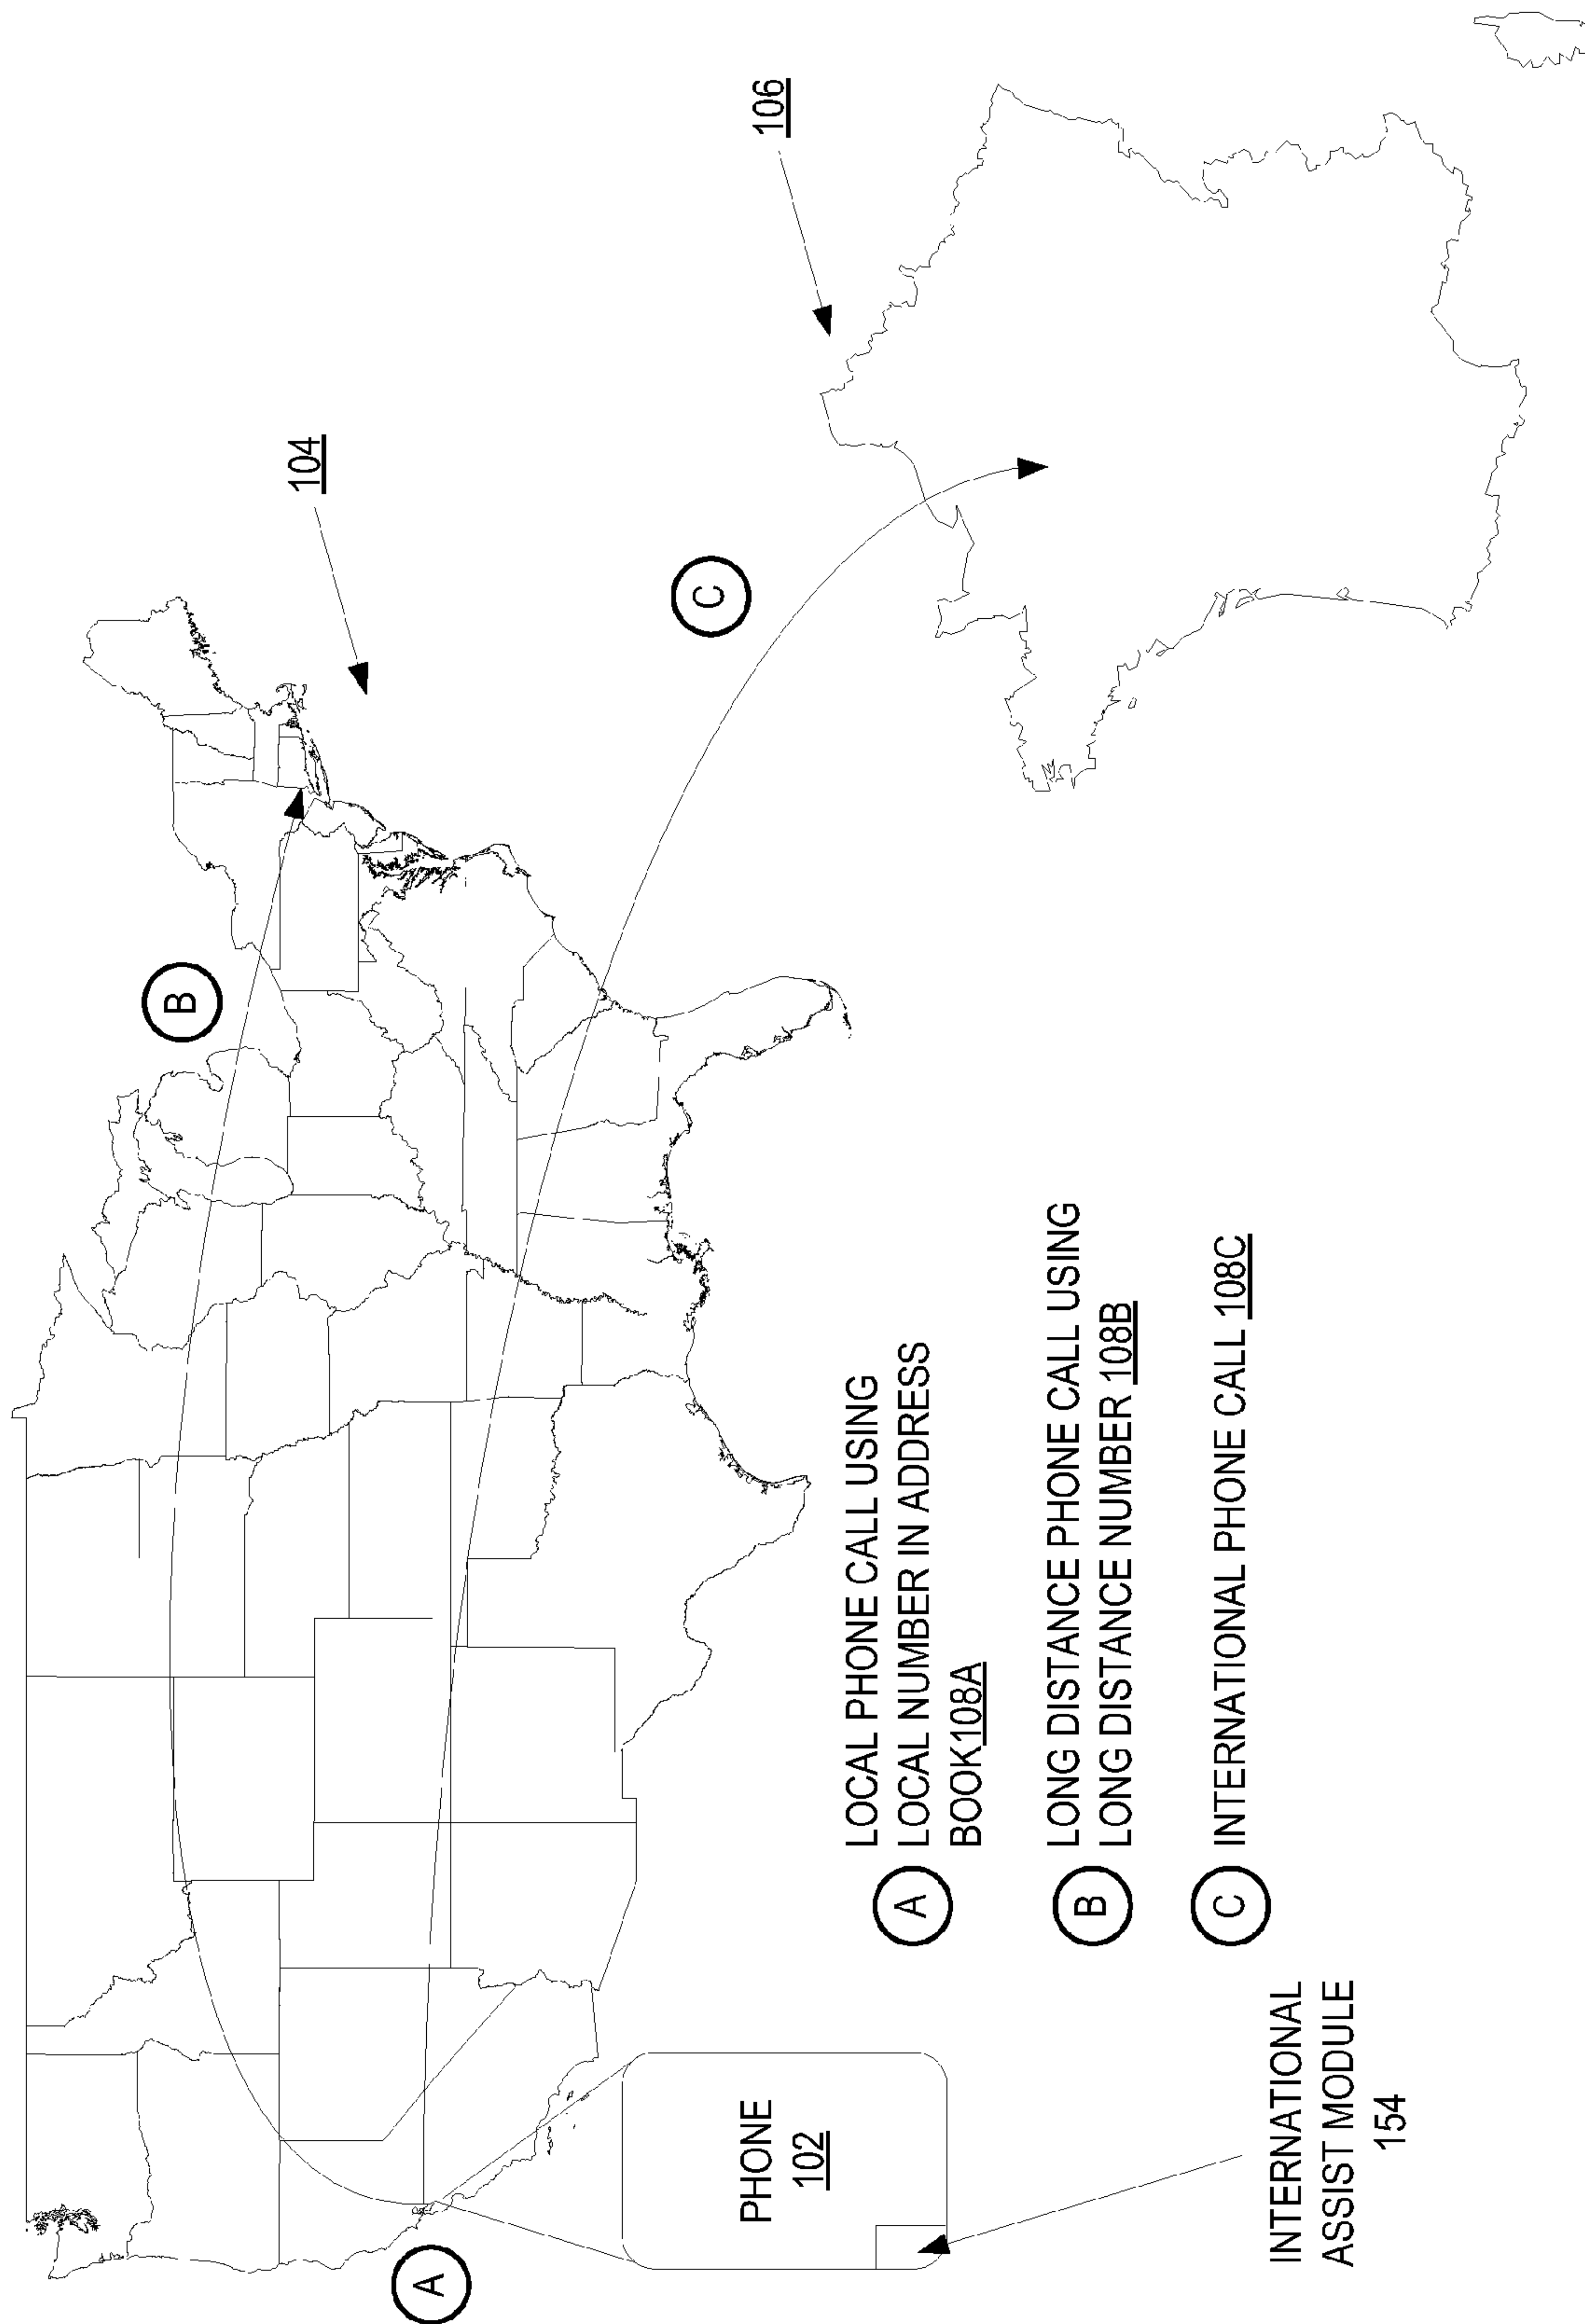 104
106
B
C
A
PHONE
102
INTERNATIONAL
ASSIST MODULE
154
A
LOCAL PHONE CALL USING
LOCAL NUMBER IN ADDRESS
BOOK108A
B
LONG DISTANCE PHONE CALL USING
LONG DISTANCE NUMBER 108B
C
INTERNATIONAL PHONE CALL 108C